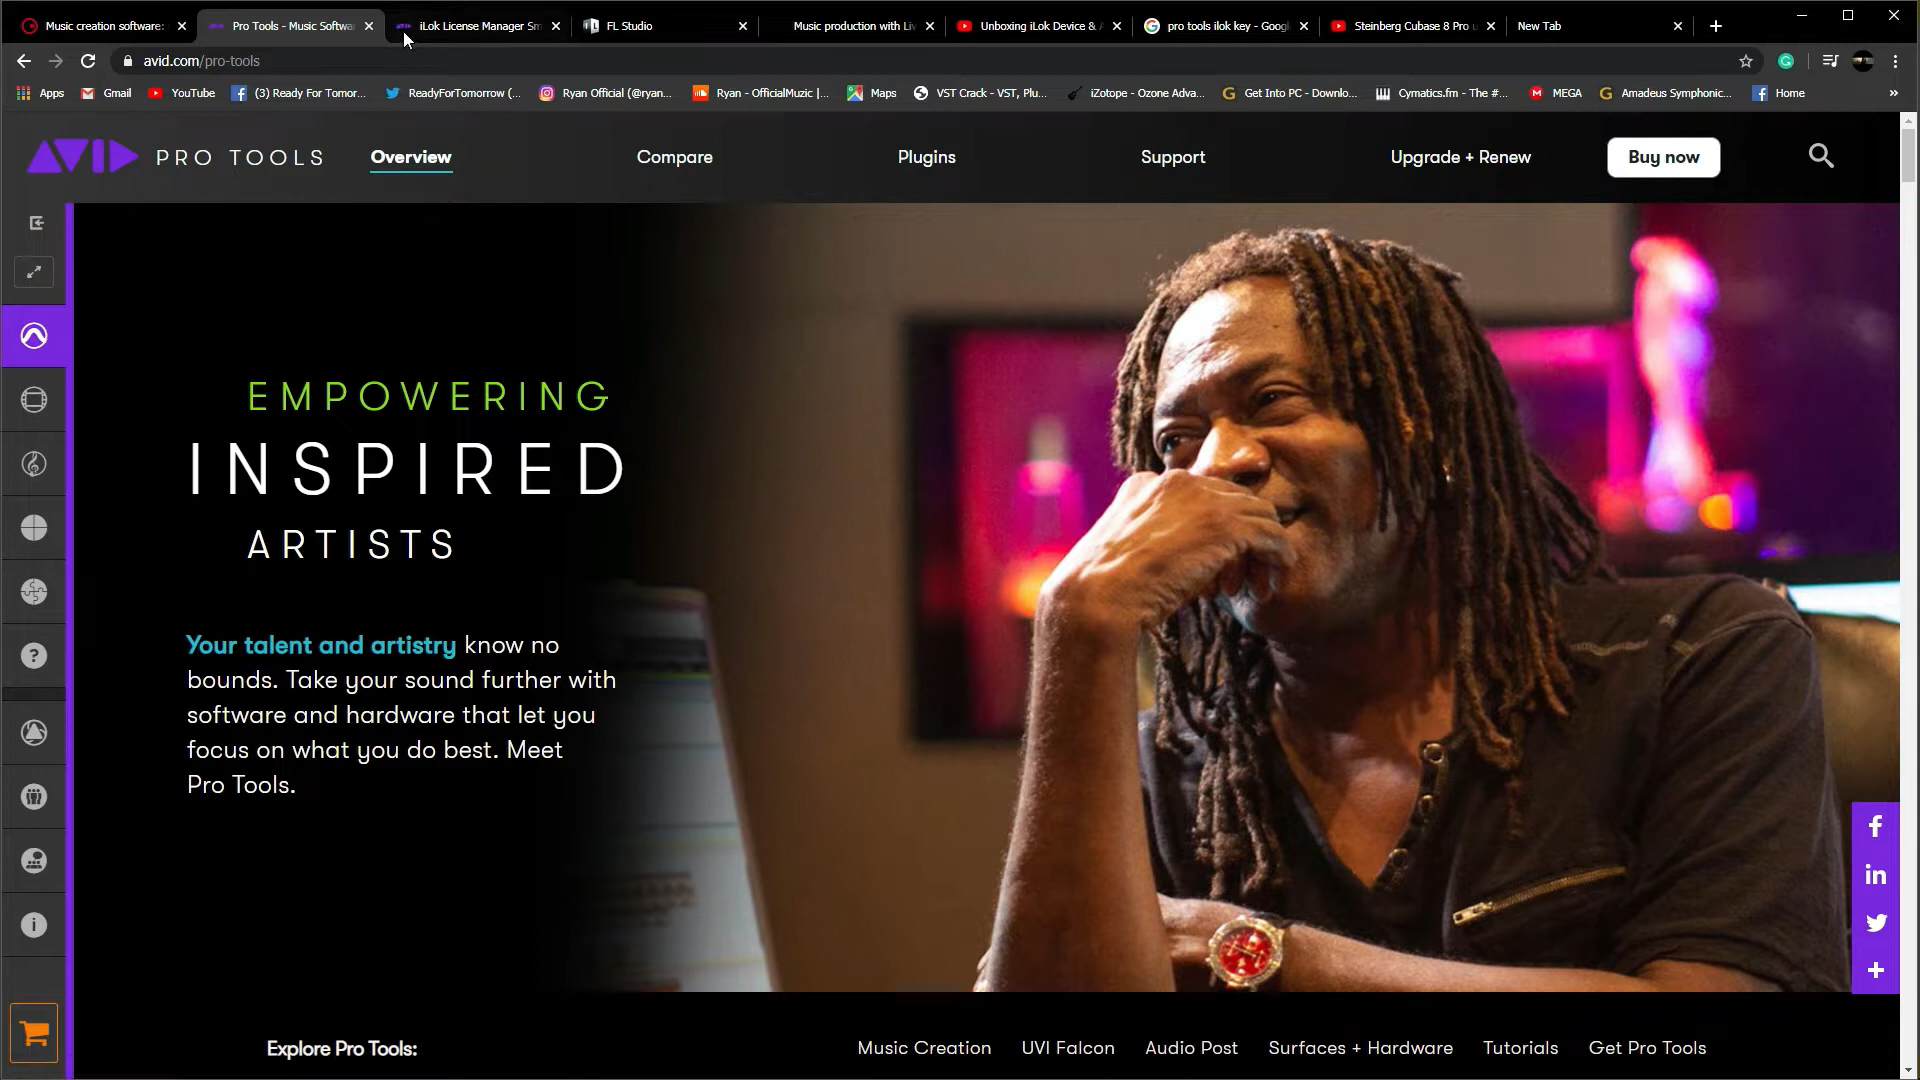 Music creation software:
Pro Tools - Music Softwa
iLok License Manager Sm
FL Studio
Music production with Liv
Unboxing iLok Device & A
pro tools ilok key - Googl
Steinberg Cubase 8 Pro u
New Tab
avid.com/pro-tools
Apps
Gmail
YouTube
(3) Ready For Tomor...
ReadyForTomorrow (...
Ryan Official (@ryan...
Ryan - OfficialMuzic |...
Maps
VST Crack - VST, Plu...
iZotope - Ozone Adva...
Get Into PC - Downlo...
Cymatics.fm - The #...
MEGA
Amadeus Symphonic...
Home
AVID PRO TOOLS
Overview
Compare
Plugins
Support
Upgrade + Renew
Buy now
EMPOWERING
INSPIRED
ARTISTS
Your talent and artistry know no
bounds. Take your sound further with
software and hardware that let you
focus on what you do best. Meet
Pro Tools.
Explore Pro Tools:
Music Creation
UVI Falcon
Audio Post
Surfaces + Hardware
Tutorials
Get Pro Tools